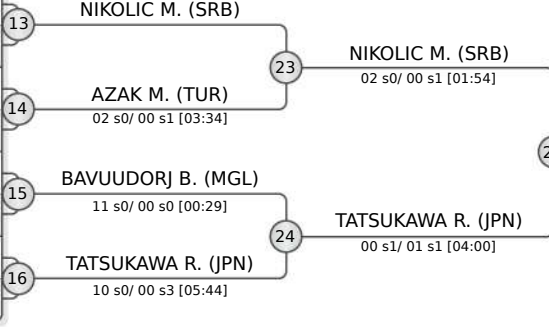 NIKOLIC M. (SRB)
13
23
NIKOLIC M. (SRB)
02 s0/ 00 s1 [01:54]
AZAK M. (TUR)
14
02 s0/ 00 s1 [03:34]
BAVUUDORJ B. (MGL)
15
11 s0/ 00 s0 [00:29]
24
TATSUKAWA R. (JPN)
00 s1/ 01 s1 [04:00]
TATSUKAWA R. (JPN)
16
10 s0/ 00 s3 [05:44]